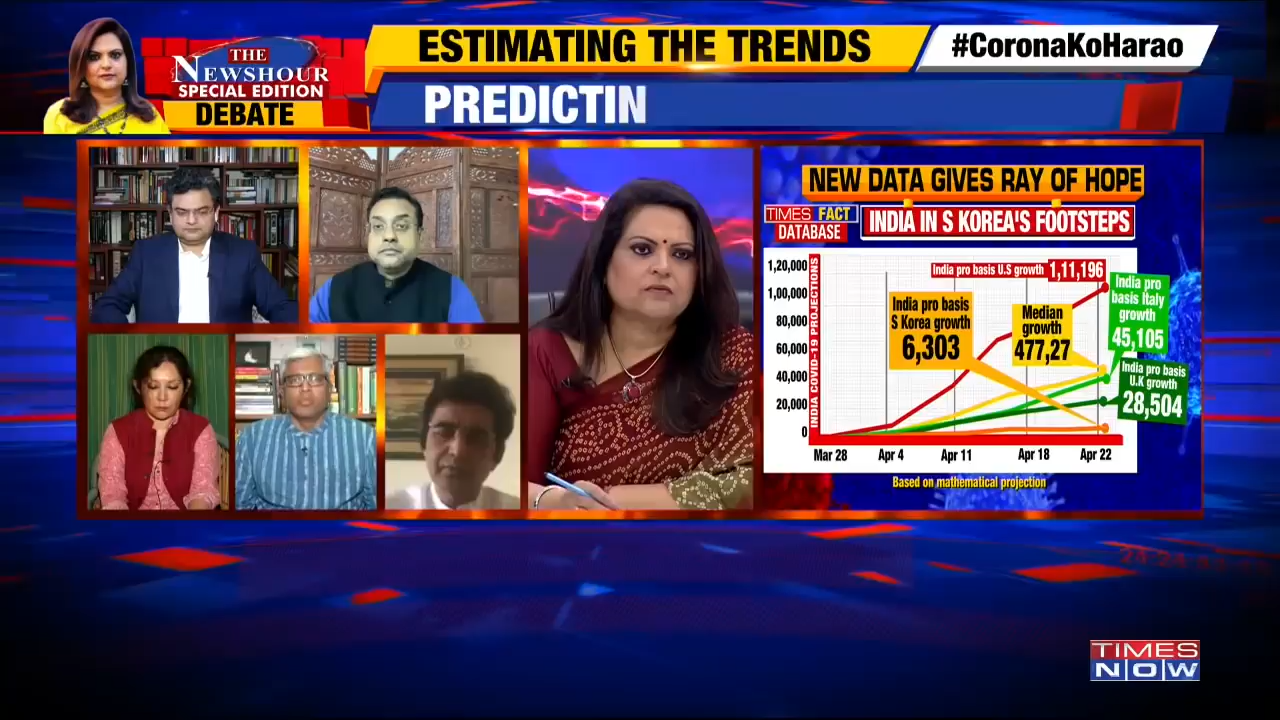 THE
NEWSHOUR
SPECIAL EDITION
DEBATE
ESTIMATING THE TRENDS
#CoronaKoHarao
PREDICTIN
NEW DATA GIVES RAY OF HOPE
TIMES FACT
DATABASE
INDIA IN S KOREA'S FOOTSTEPS
INDIA COVID-19 PROJECTIONS
1,20,000
1,00,000
80,000
60,000
40,000
20,000
0
India pro basis U.S growth 1,11,196
India pro
basis Italy
growth
45,105
India pro basis
S Korea growth
6,303
Median
growth
477,27
India pro basis
U.K growth
28,504
Mar 28 Apr 4 Apr 11 Apr 18 Apr 22
Based on mathematical projection
TIMES
NOW